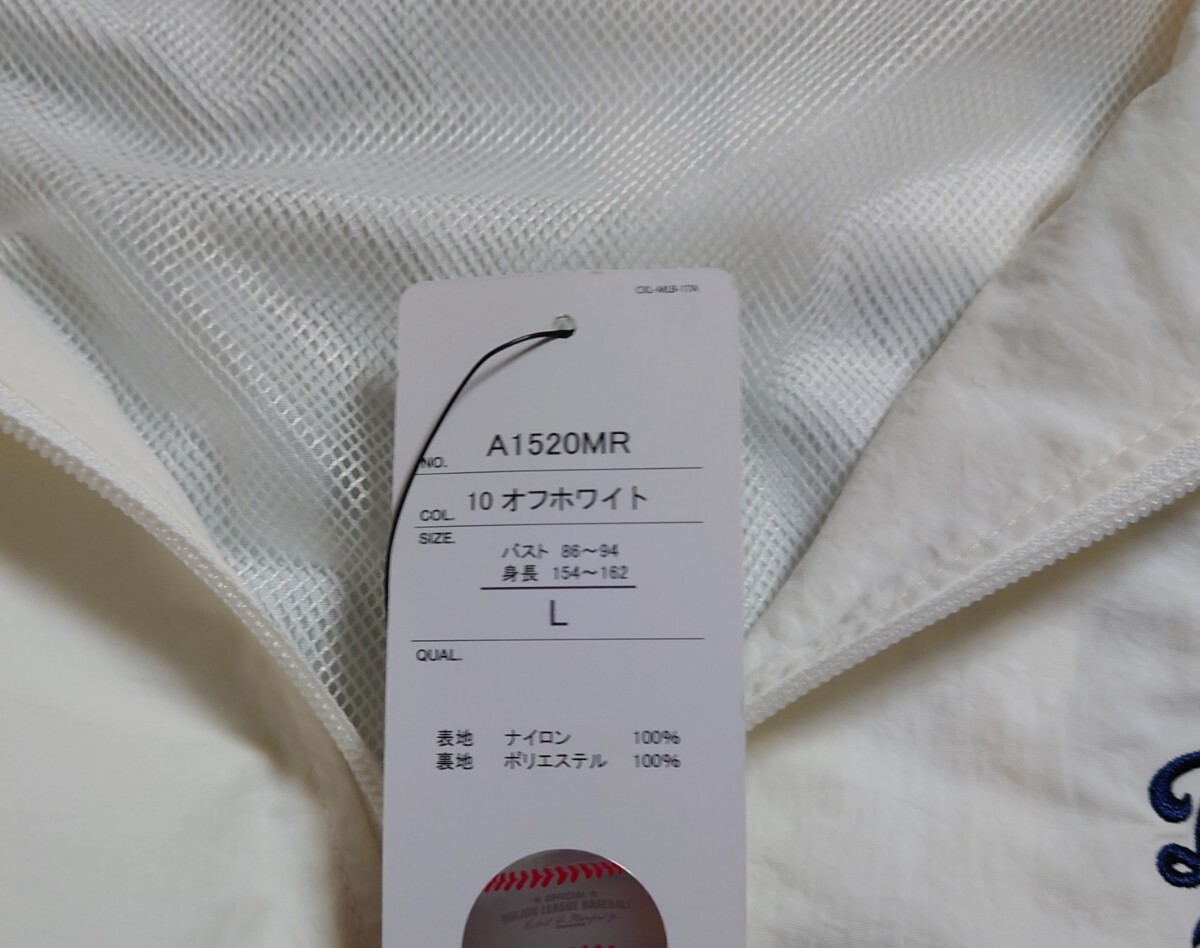 A1520MR
NO.
10 オフホワイト
COL.
SIZE.
バスト 86～94
身長 154～162
L
QUAL.
表地 ナイロン 100%
裏地 ポリエステル 100%
OFFICIAL
MAJOR LEAGUE BASEBALL